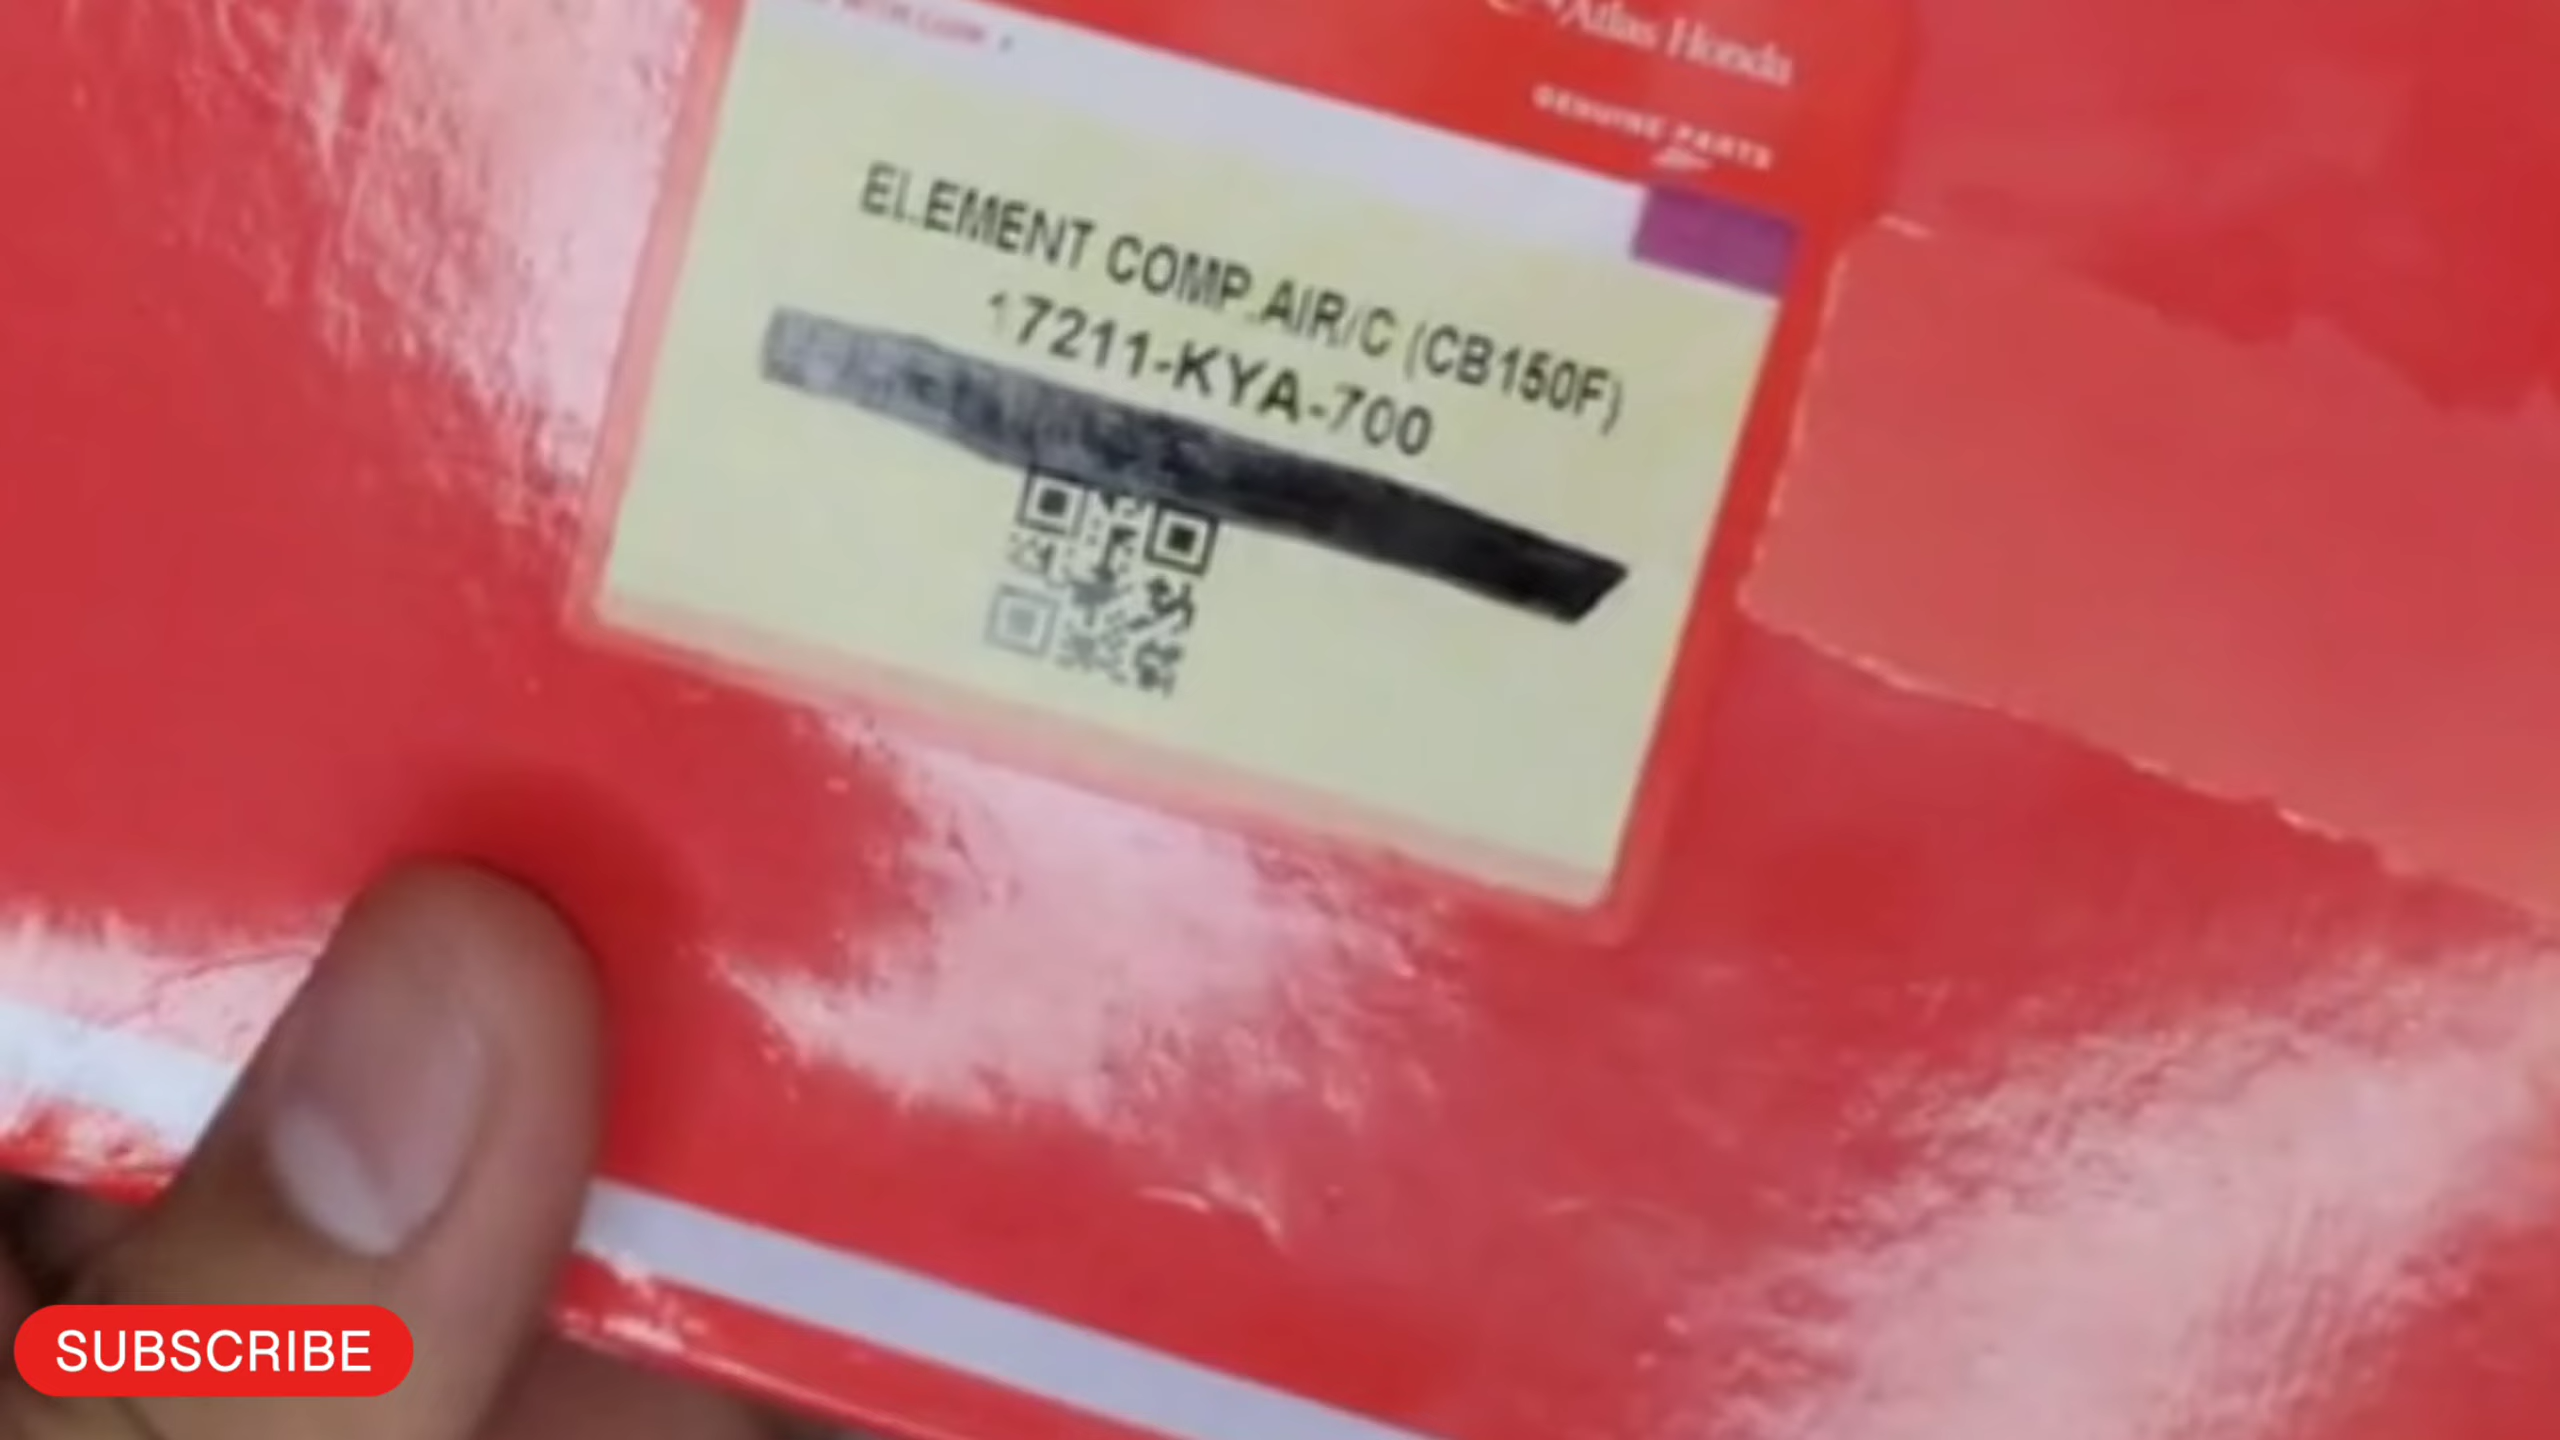 Atlas Honda
GENUINE PARTS
ELEMENT COMP.AIR/C (CB150F)
17211-KYA-700
SUBSCRIBE